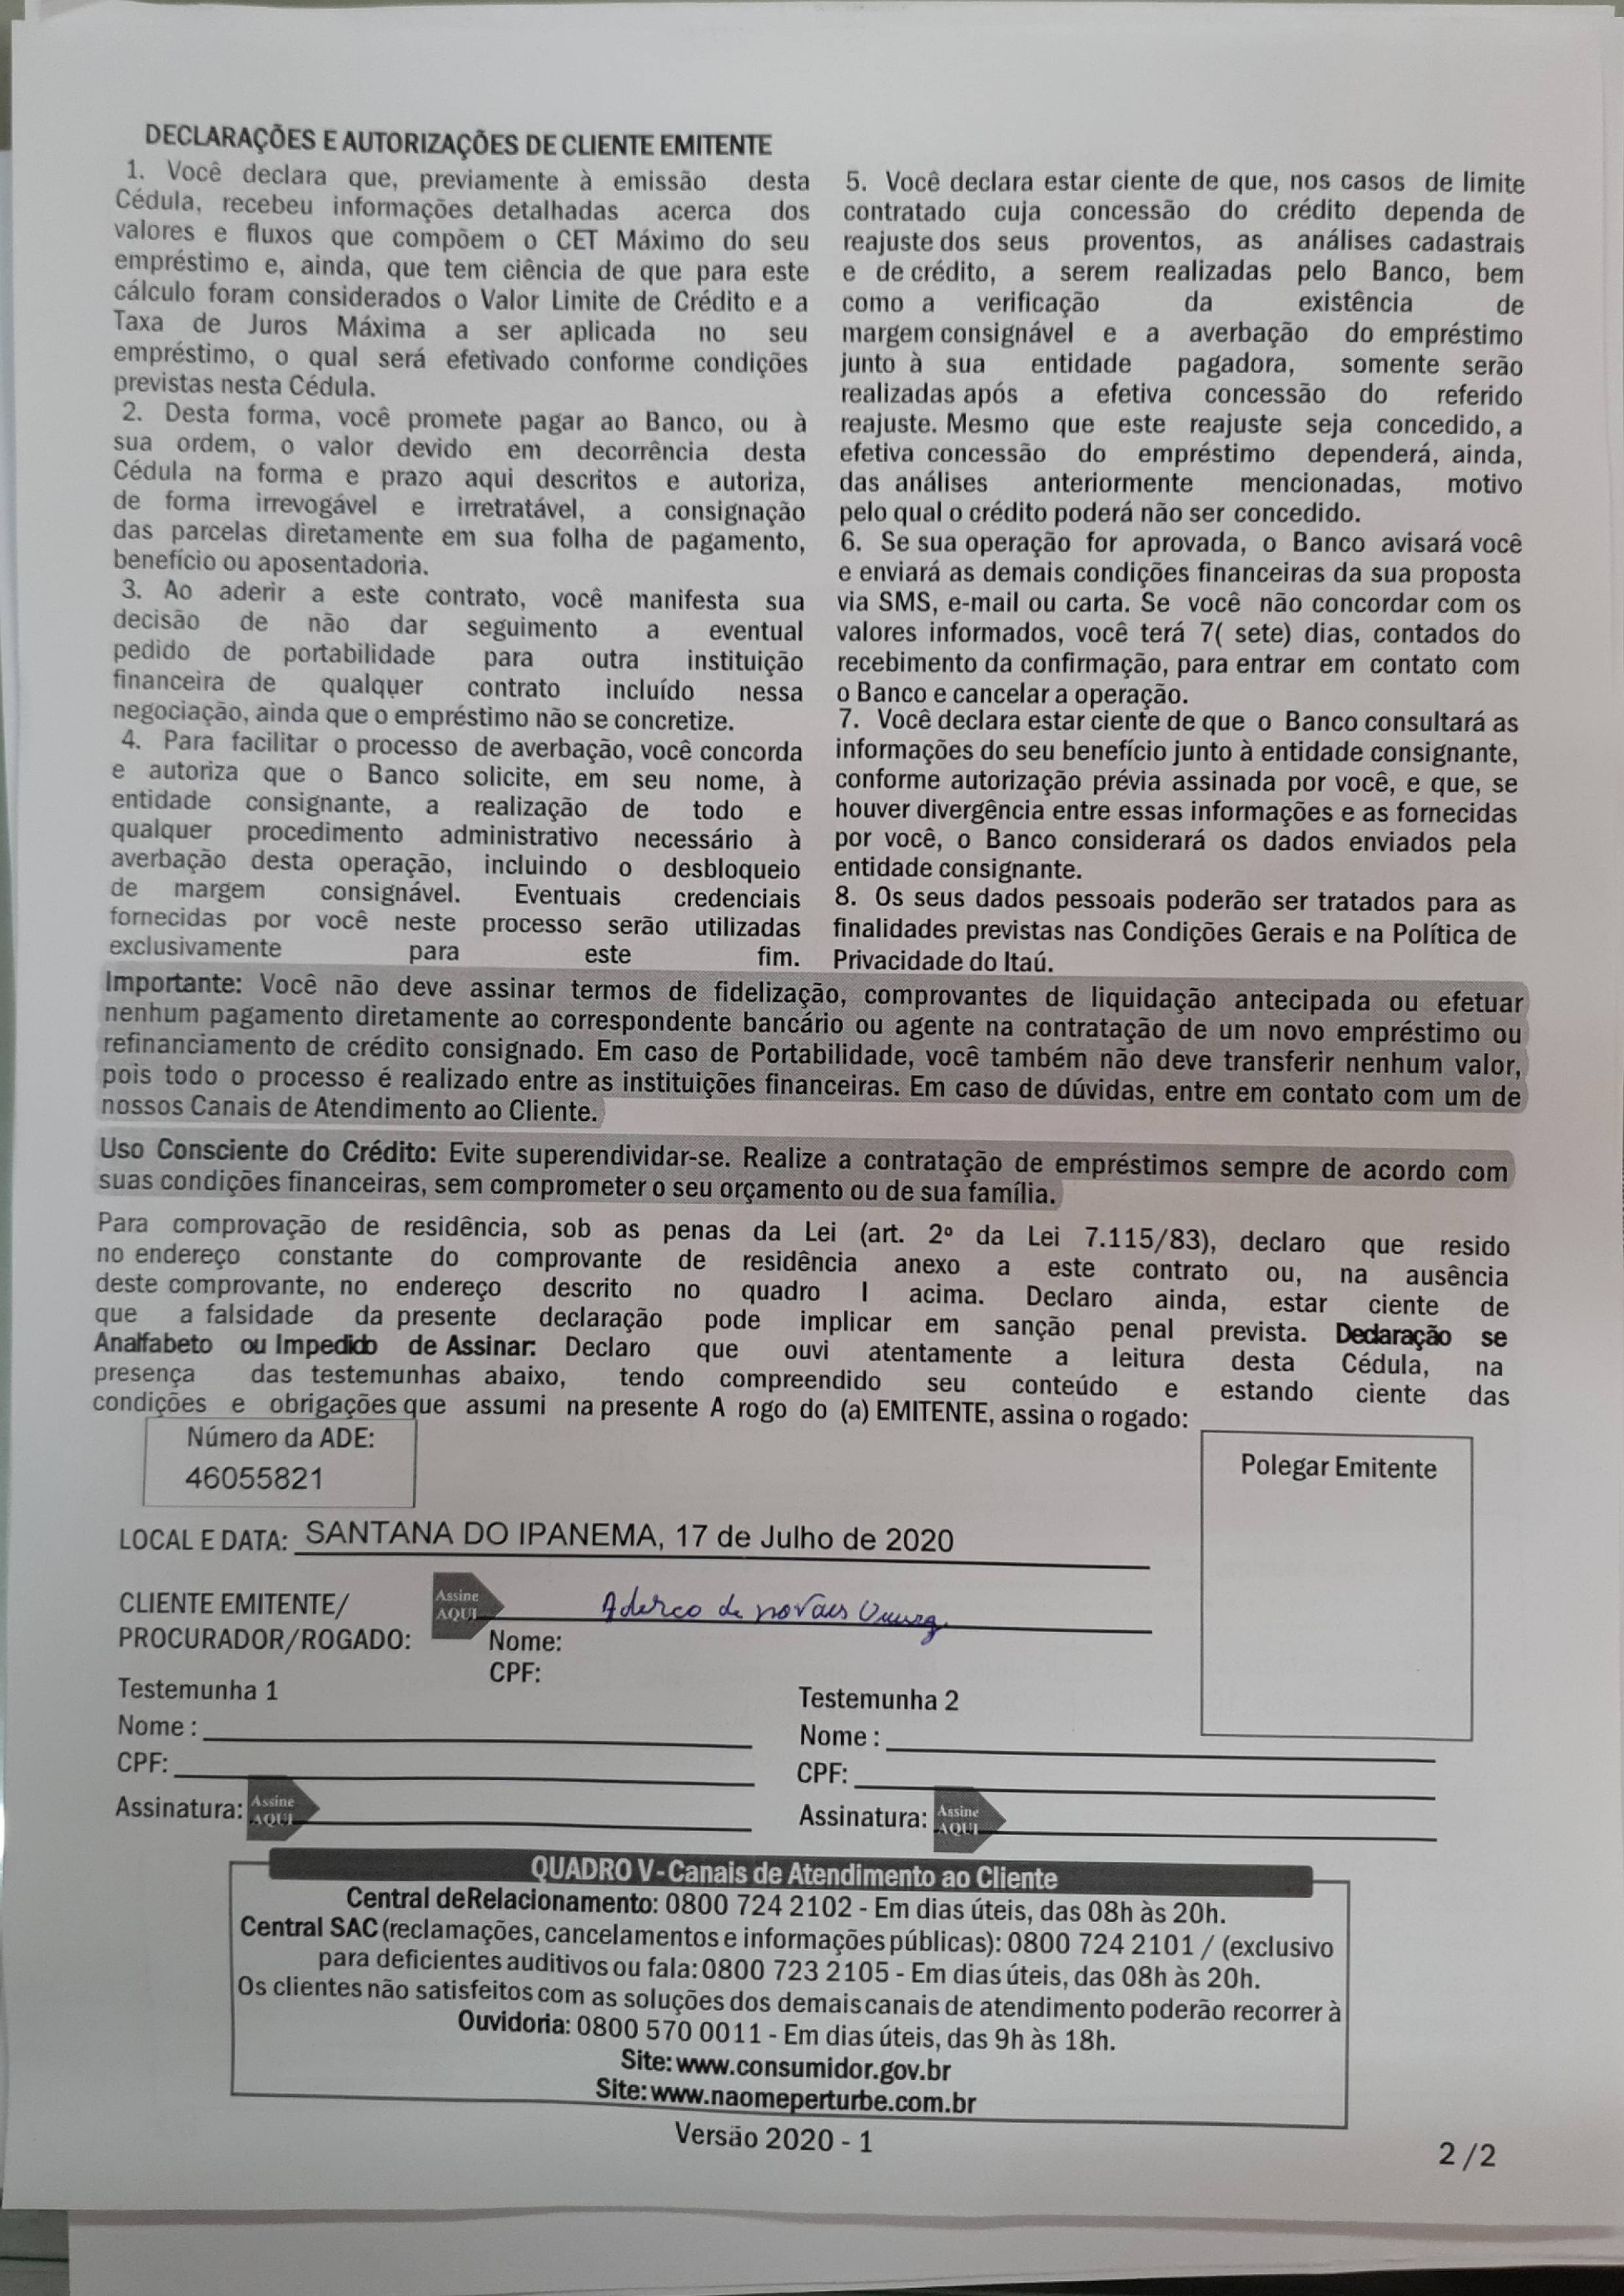 DECLARAÇÕES E AUTORIZAÇÕES DE CLIENTE EMITENTE
1. Você declara que, previamente à emissão desta
Cédula, recebeu informações detalhadas acerca dos
valores e fluxos que compõem o CET Máximo do seu
empréstimo e, ainda, que tem ciência de que para este
cálculo foram considerados o Valor Limite de Crédito e a
Taxa de Juros Máxima a ser aplicada no seu
empréstimo, o qual será efetivado conforme condições
previstas nesta Cédula.
2. Desta forma, você promete pagar ao Banco, ou à
sua ordem, o valor devido em decorrência desta
Cédula na forma e prazo aqui descritos e autoriza,
de forma irrevogável e irretratável, a consignação
das parcelas diretamente em sua folha de pagamento,
benefício ou aposentadoria.
3. Ao aderir a este contrato, você manifesta sua
decisão de não dar seguimento a eventual
pedido de portabilidade para outra instituição
financeira de qualquer contrato incluído nessa
negociação, ainda que o empréstimo não se concretize.
4. Para facilitar o processo de averbação, você concorda
e autoriza que o Banco solicite, em seu nome, à
entidade consignante, a realização de todo e
qualquer procedimento administrativo necessário à
averbação desta operação, incluindo o desbloqueio
de margem consignável. Eventuais credenciais
fornecidas por você neste processo serão utilizadas
exclusivamente para este fim.
5. Você declara estar ciente de que, nos casos de limite
contratado cuja concessão do crédito dependa de
reajuste dos seus proventos, as análises cadastrais
e de crédito, a serem realizadas pelo Banco, bem
como a verificação da existência de
margem consignável e a averbação do empréstimo
junto à sua entidade pagadora, somente serão
realizadas após a efetiva concessão do referido
reajuste. Mesmo que este reajuste seja concedido, a
efetiva concessão do empréstimo dependerá, ainda,
das análises anteriormente mencionadas, motivo
pelo qual o crédito poderá não ser concedido.
6. Se sua operação for aprovada, o Banco avisará você
e enviará as demais condições financeiras da sua proposta
via SMS, e-mail ou carta. Se você não concordar com os
valores informados, você terá 7( sete) dias, contados do
recebimento da confirmação, para entrar em contato com
o Banco e cancelar a operação.
7. Você declara estar ciente de que o Banco consultará as
informações do seu benefício junto à entidade consignante,
conforme autorização prévia assinada por você, e que, se
houver divergência entre essas informações e as fornecidas
por você, o Banco considerará os dados enviados pela
entidade consignante.
8. Os seus dados pessoais poderão ser tratados para as
finalidades previstas nas Condições Gerais e na Política de
Privacidade do Itaú.
Importante: Você não deve assinar termos de fidelização, comprovantes de liquidação antecipada ou efetuar
nenhum pagamento diretamente ao correspondente bancário ou agente na contratação de um novo empréstimo ou
refinanciamento de crédito consignado. Em caso de Portabilidade, você também não deve transferir nenhum valor,
pois todo o processo é realizado entre as instituições financeiras. Em caso de dúvidas, entre em contato com um de
nossos Canais de Atendimento ao Cliente.
Uso Consciente do Crédito: Evite superendividar-se. Realize a contratação de empréstimos sempre de acordo com
suas condições financeiras, sem comprometer o seu orçamento ou de sua família.
Para comprovação de residência, sob as penas da Lei (art. 2º da Lei 7.115/83), declaro que resido
no endereço constante do comprovante de residência anexo a este contrato ou, na ausência
deste comprovante, no endereço descrito no quadro I acima. Declaro ainda, estar ciente de
que a falsidade da presente declaração pode implicar em sanção penal prevista. Declaração se
Analfabeto ou Impedido de Assinar: Declaro que ouvi atentamente a leitura desta Cédula, na
presença das testemunhas abaixo, tendo compreendido seu conteúdo e estando ciente das
condições e obrigações que assumi na presente A rogo do (a) EMITENTE, assina o rogado:
Número da ADE:
46055821
Polegar Emitente
LOCAL E DATA: SANTANA DO IPANEMA, 17 de Julho de 2020
CLIENTE EMITENTE/
PROCURADOR/ROGADO:
Assine
AQUI
de novaes
Nome:
CPF:
Testemunha 1
Nome :
CPF:
Assinatura: Assine
AQUI
Testemunha 2
Nome :
CPF:
Assinatura: Assine
AQUI
QUADRO V - Canais de Atendimento ao Cliente
Central de Relacionamento: 0800 724 2102 - Em dias úteis, das 08h às 20h.
Central SAC (reclamações, cancelamentos e informações públicas): 0800 724 2101 / (exclusivo
para deficientes auditivos ou fala: 0800 723 2105 - Em dias úteis, das 08h às 20h.
Os clientes não satisfeitos com as soluções dos demais canais de atendimento poderão recorrer à
Ouvidoria: 0800 570 0011 - Em dias úteis, das 9h às 18h.
Site: www.consumidor.gov.br
Site: www.naomeperturbe.com.br
Versão 2020 - 1
2 /2